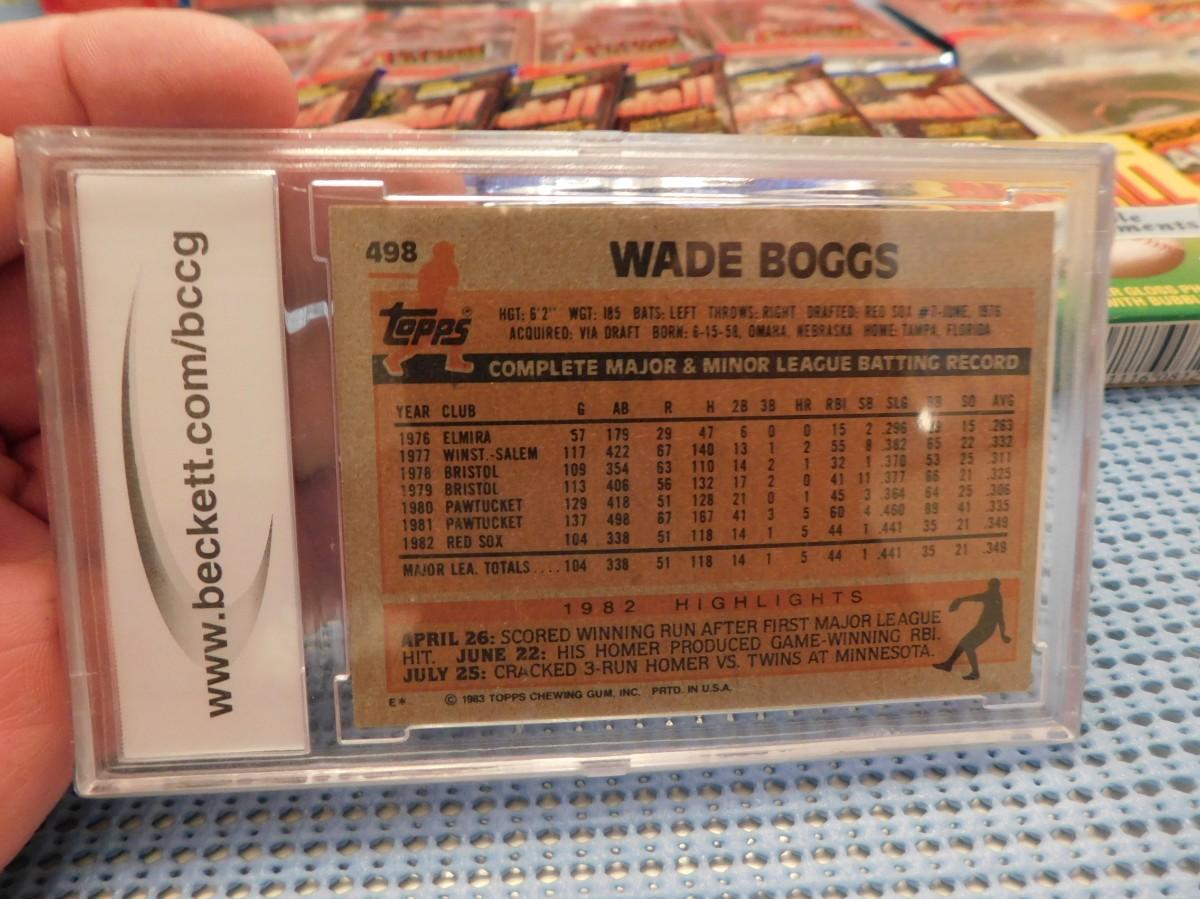 www.beckett.com/bccg
498
WADE BOGGS
topps®
HGT: 6'2" WGT: 185 BATS: LEFT THROWS: RIGHT DRAFTED: RED SOX #7-JUNE, 1976
ACQUIRED: VIA DRAFT BORN: 6-15-58, OMAHA, NEBRASKA HOME: TAMPA, FLORIDA
COMPLETE MAJOR & MINOR LEAGUE BATTING RECORD
YEAR CLUB G AB R H 2B 3B HR RBI SB SLG BB SO AVG
1976 ELMIRA 57 179 29 47 6 0 0 15 2 .296 15 .263
1977 WINST.-SALEM 117 422 67 140 13 1 2 55 8 .382 65 22 .332
1978 BRISTOL 109 354 63 110 14 2 1 32 1 .370 53 25 .311
1979 BRISTOL 113 406 56 132 17 2 0 41 11 .377 66 21 .325
1980 PAWTUCKET 129 418 51 128 21 0 1 45 3 .364 64 25 .306
1981 PAWTUCKET 137 498 67 167 41 3 5 60 4 .460 89 41 .335
1982 RED SOX 104 338 51 118 14 1 5 44 1 .441 35 21 .349
MAJOR LEA. TOTALS .... 104 338 51 118 14 1 5 44 1 .441 35 21 .349
1982 HIGHLIGHTS
APRIL 26: SCORED WINNING RUN AFTER FIRST MAJOR LEAGUE
HIT. JUNE 22: HIS HOMER PRODUCED GAME-WINNING RBI.
JULY 25: CRACKED 3-RUN HOMER VS. TWINS AT MINNESOTA.
E* © 1983 TOPPS CHEWING GUM, INC. PRTD. IN U.S.A.